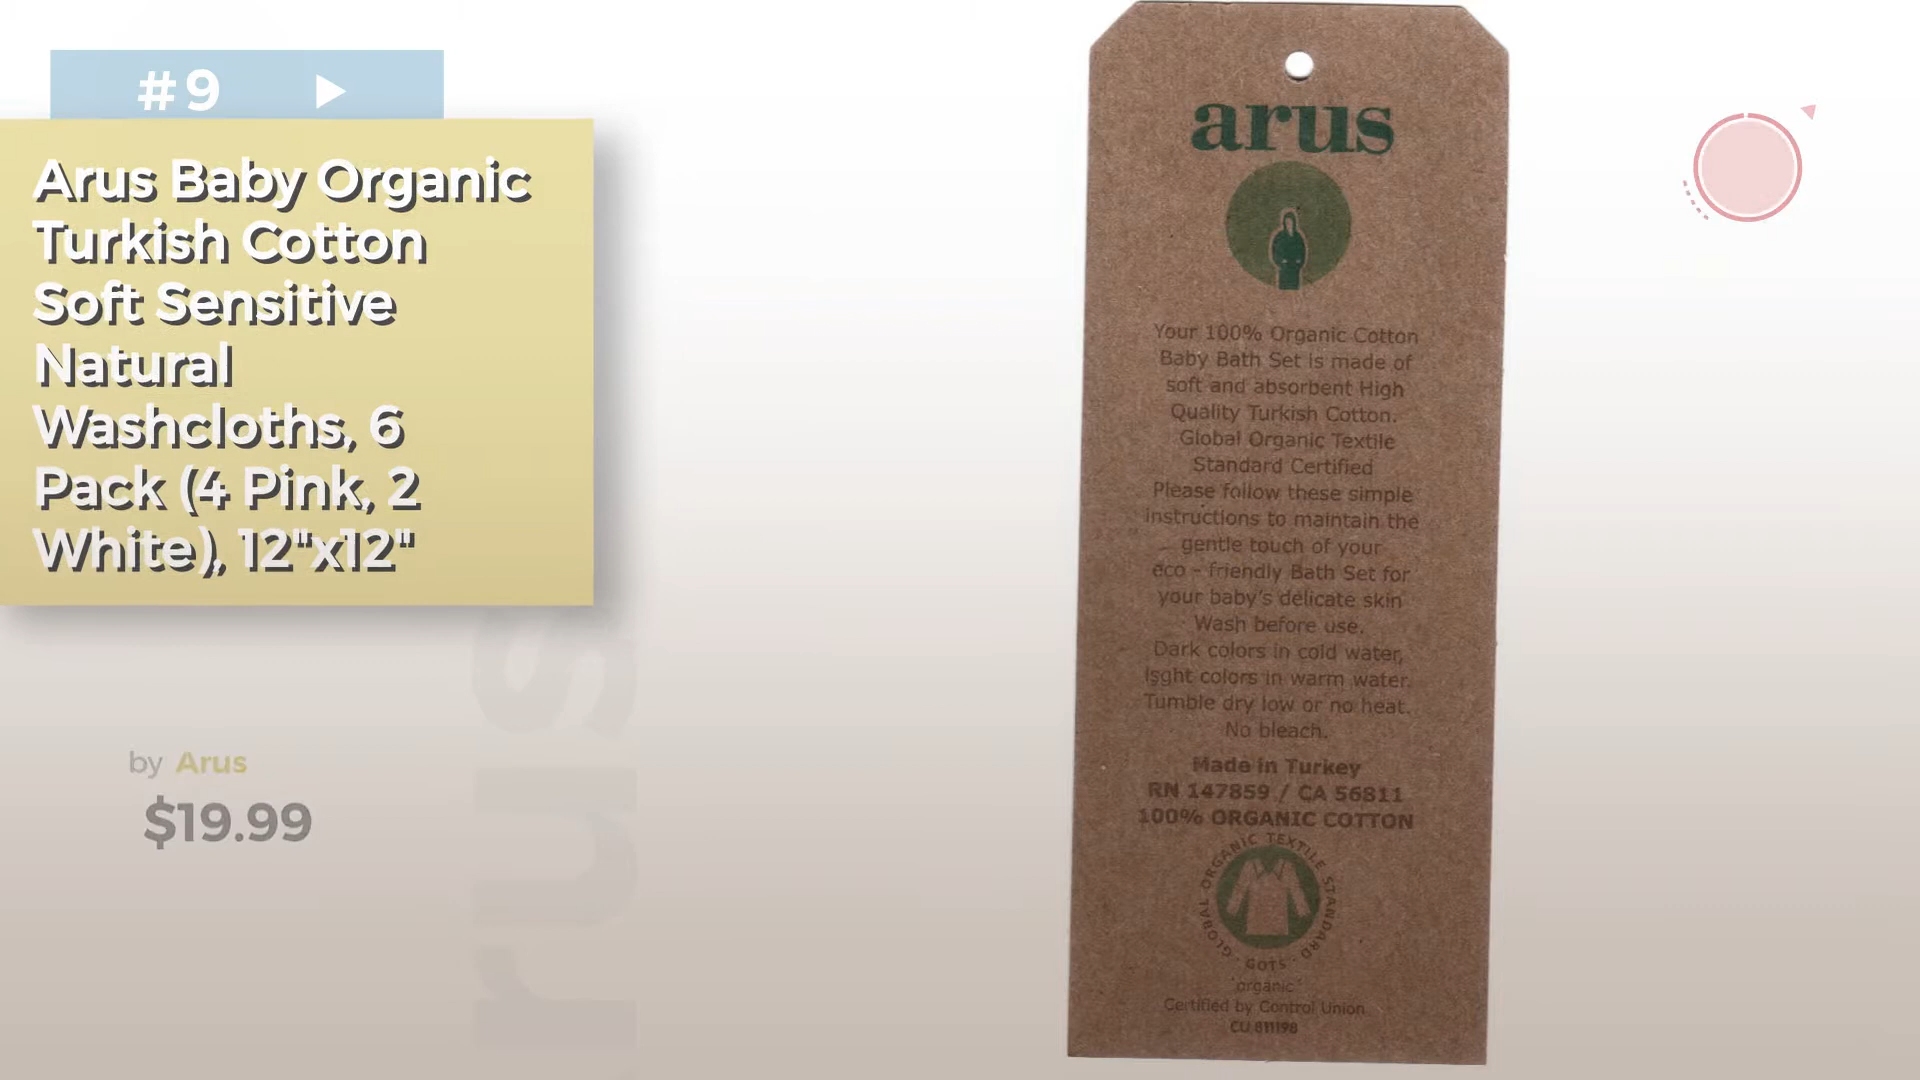 #9
Arus Baby Organic
Turkish Cotton
Soft Sensitive
Natural
Washcloths, 6
Pack (4 Pink, 2
White), 12"x12"
by Arus
$19.99
rus
arus
Your 100% Organic Cotton
Baby Bath Set is made of
soft and absorbent High
Quality Turkish Cotton.
Global Organic Textile
Standard Certified
Please follow these simple
instructions to maintain the
gentle touch of your
eco - friendly Bath Set for
your baby's delicate skin
Wash before use.
Dark colors in cold water,
lsght colors in warm water.
Tumble dry low or no heat.
No bleach.
Made in Turkey
RN 147859 / CA 56811
100% ORGANIC COTTON
GLOBAL ORGANIC TEXTILE STANDARD
· GOTS ·
"organic"
Certified by Control Union
CU 811198